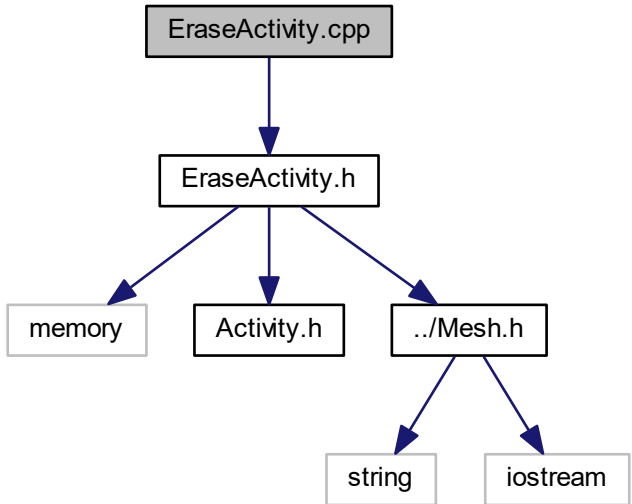 EraseActivity.cpp
EraseActivity.h
memory
Activity.h
../Mesh.h
string
iostream